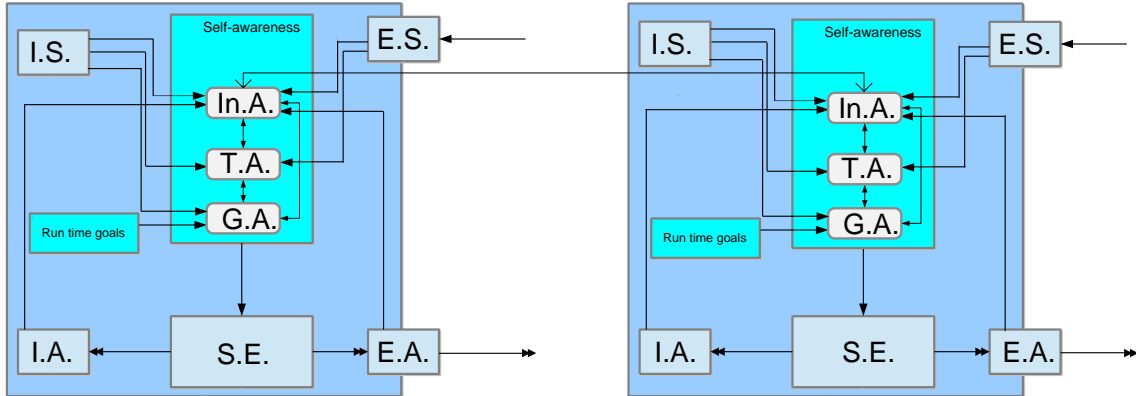 Self-awareness
I.S.
E.S.
In.A.
T.A.
G.A.
Run time goals
I.A.
S.E.
E.A.
Self-awareness
I.S.
E.S.
In.A.
T.A.
G.A.
Run time goals
I.A.
S.E.
E.A.